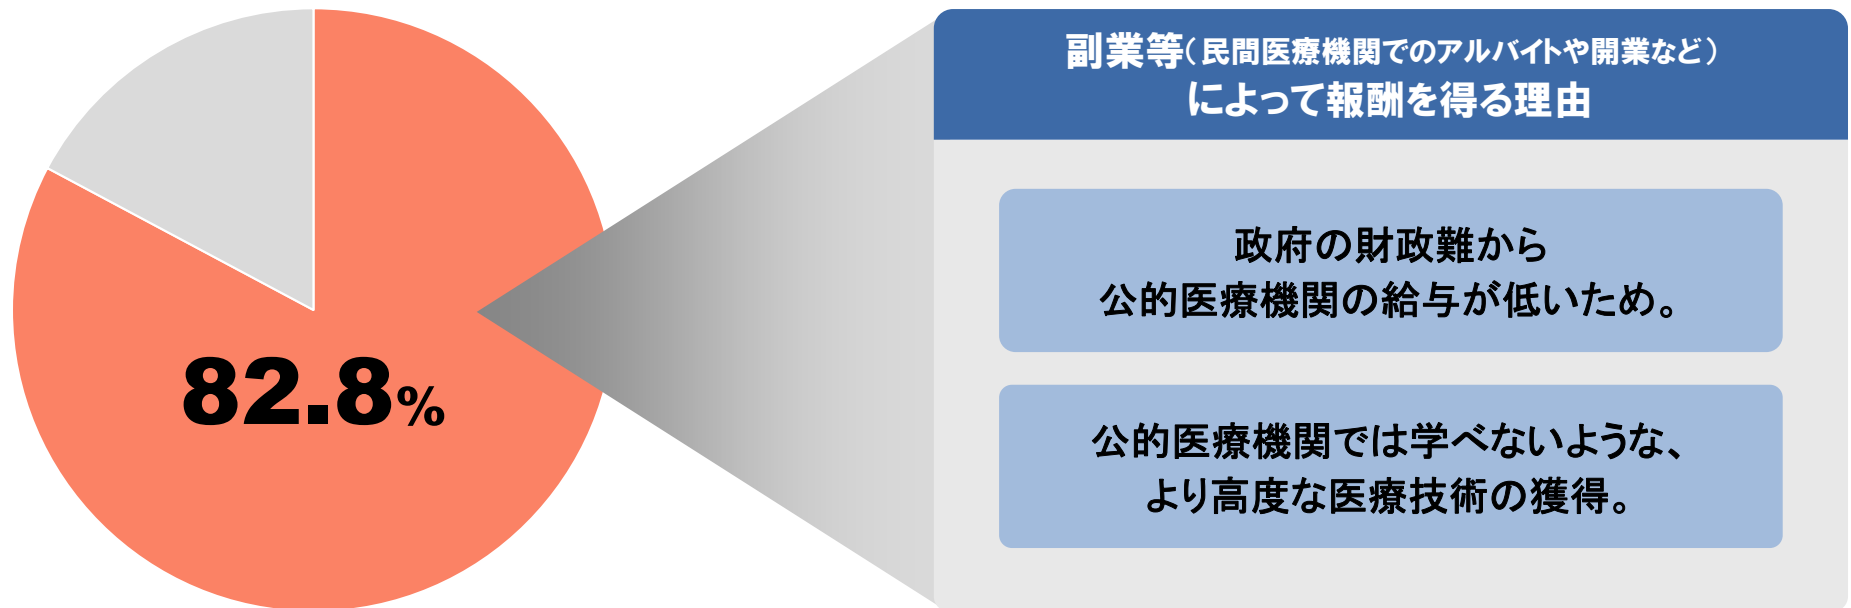 副業等（民間医療機関でのアルバイトや開業など）
によって報酬を得る理由
政府の財政難から
公的医療機関の給与が低いため。
公的医療機関では学べないような、
より高度な医療技術の獲得。
82.8%